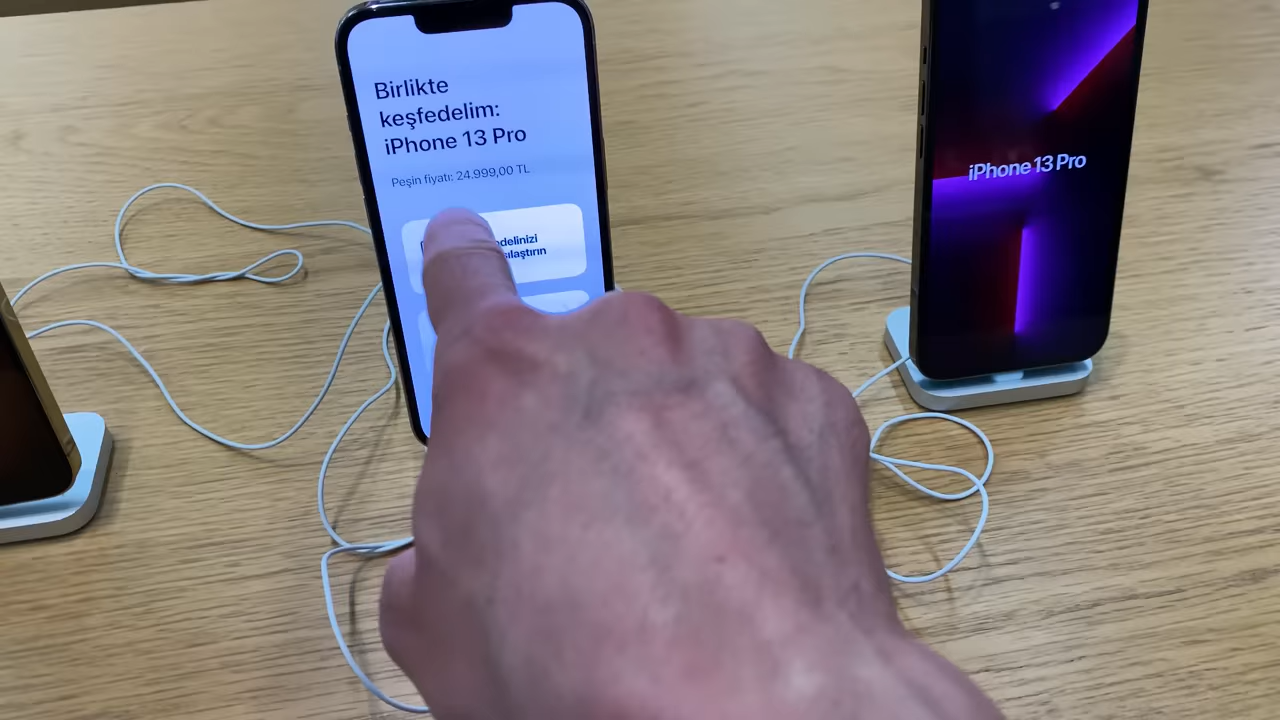 Birlikte
keşfedelim:
iPhone 13 Pro
Peşin fiyatı: 24.999,00 TL
iPhone 13 Pro